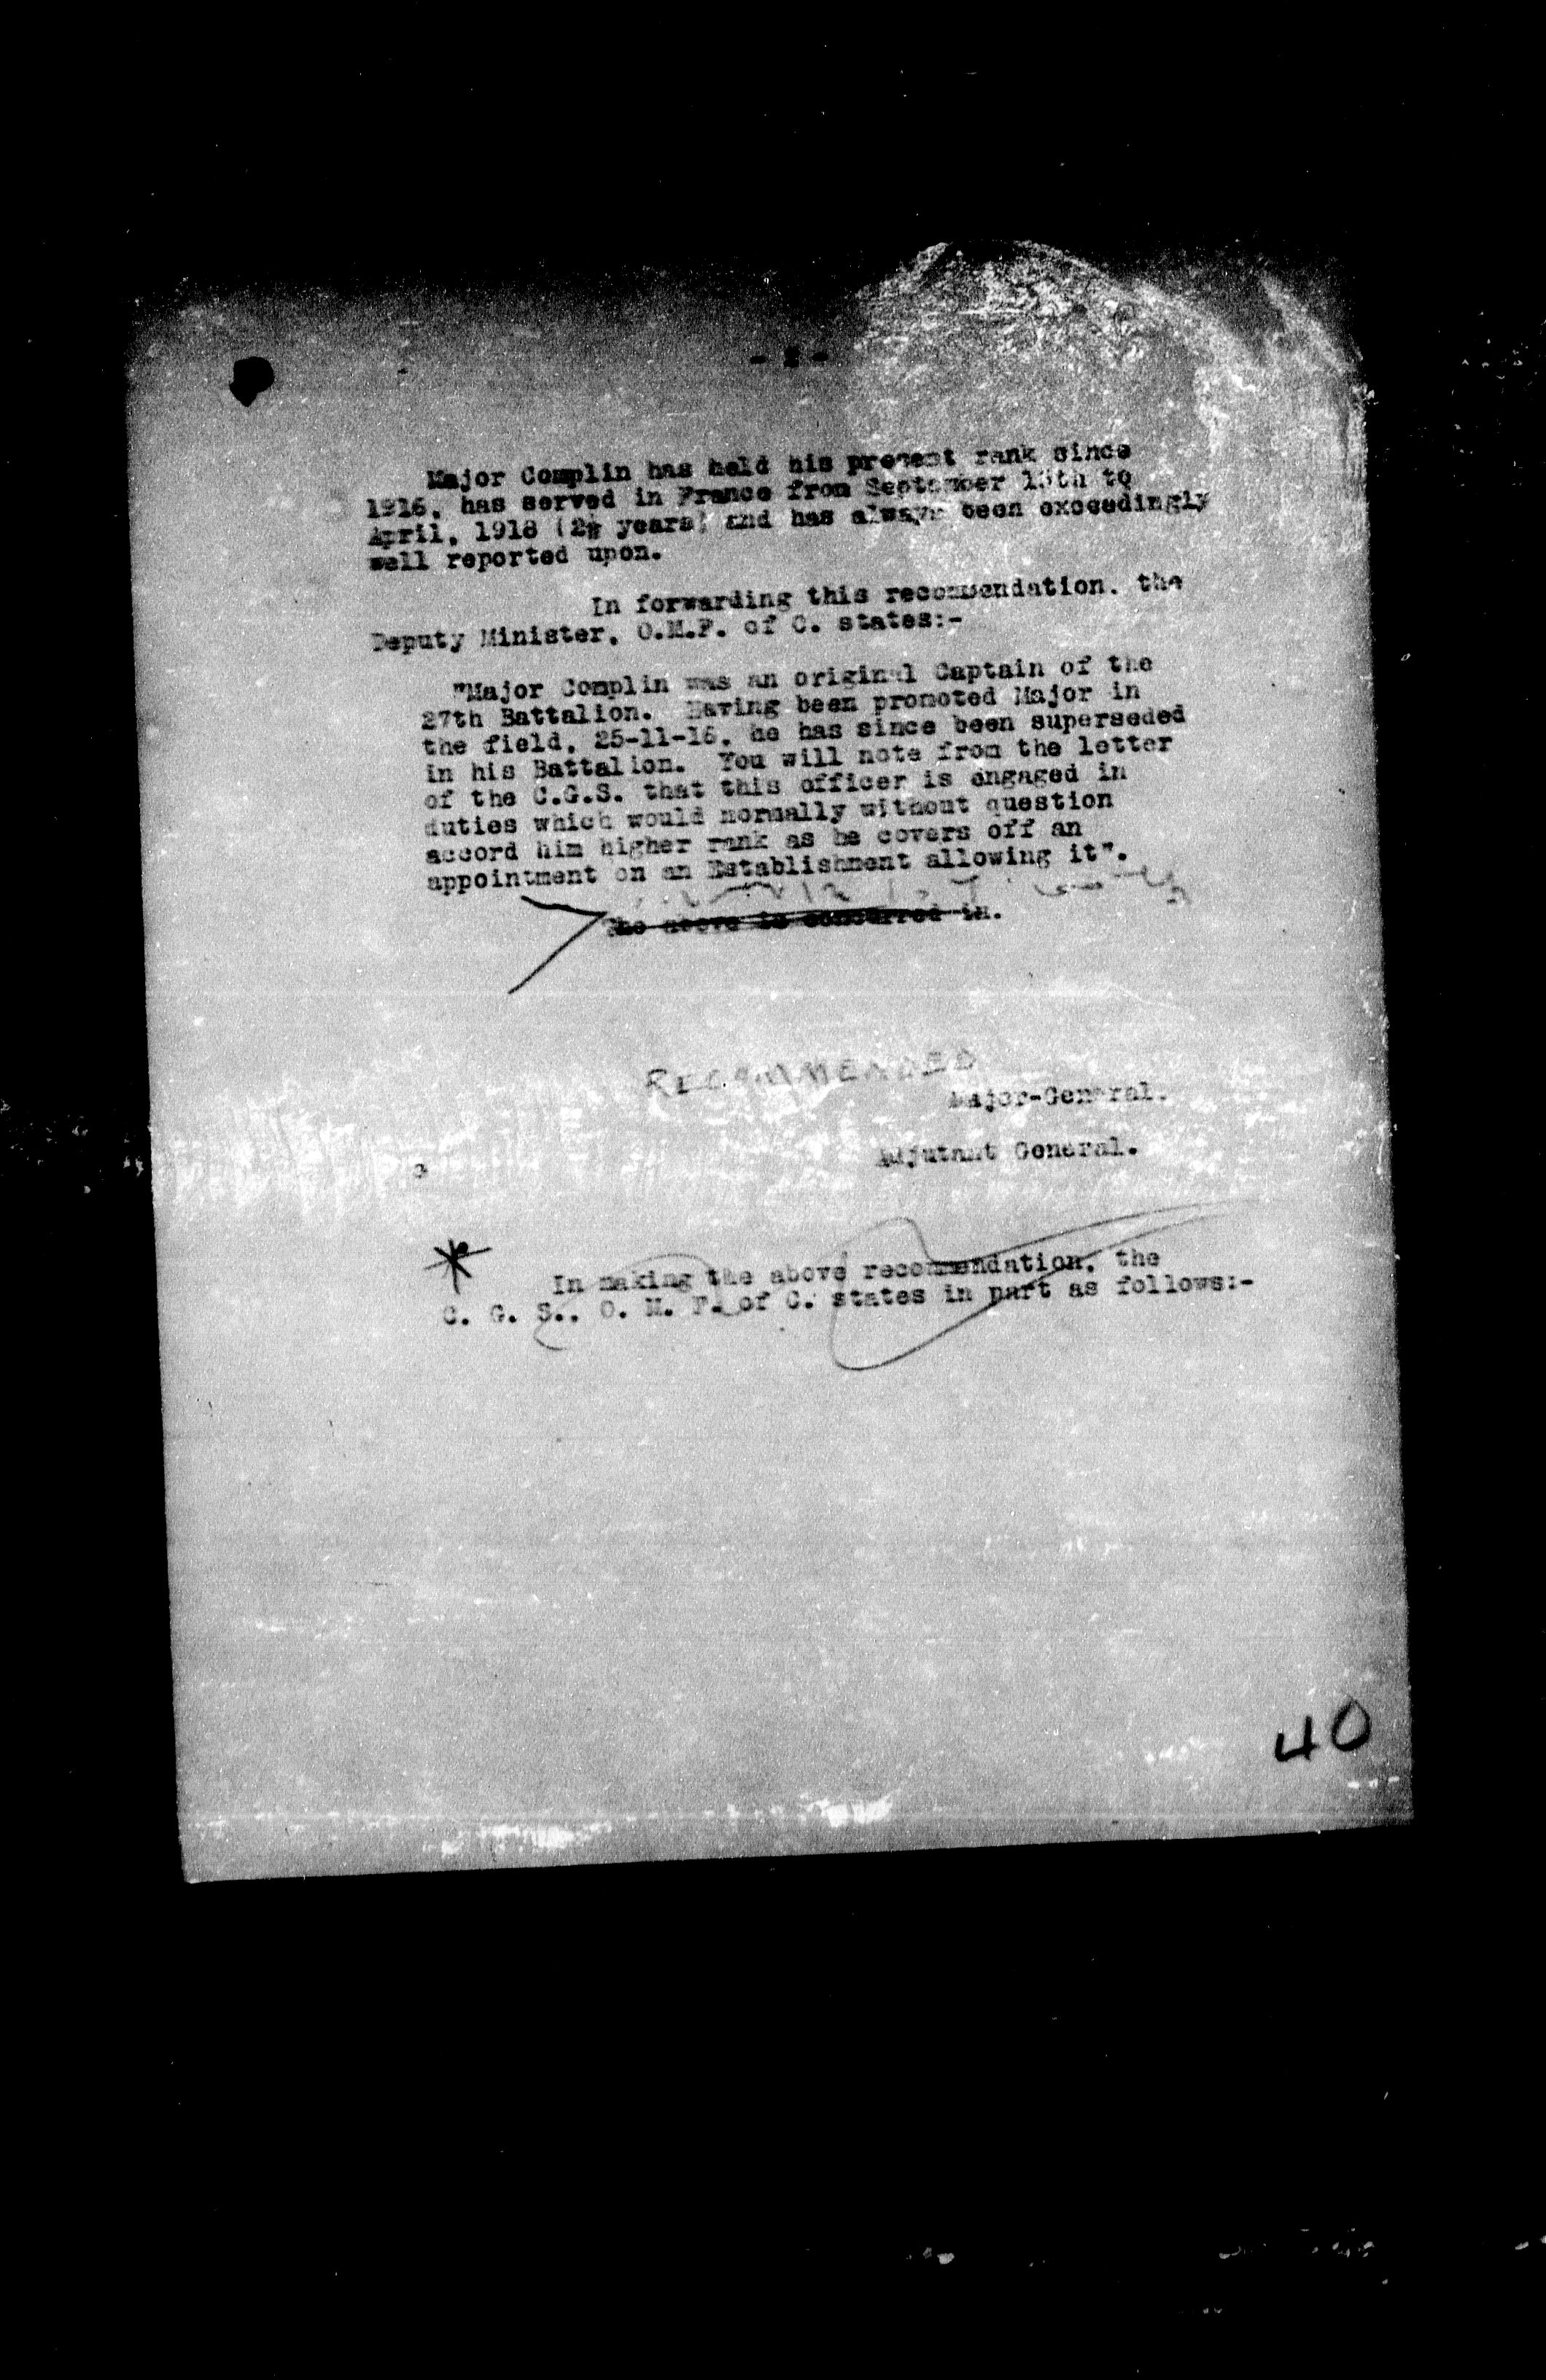 - 2 -
Major Complin has held his present rank since
1916, has served in France from September 15th to
April, 1918 (2½ years) and has always been exceedingly
well reported upon.
In forwarding this recommendation, the
Deputy Minister, O.M.F. of C. states:-
"Major Complin was an original Captain of the
27th Battalion. Having been promoted Major in
the field, 25-11-16, he has since been superseded
in his Battalion. You will note from the letter
of the C.G.S. that this officer is engaged in
duties which would normally without question
accord him higher rank as he covers off an
appointment on an Establishment allowing it".
The above is concurred in.
RECOMMENDED
Major-General.
Adjutant General.
* In making the above recommendation, the
C. G. S., O. M. F. of C. states in part as follows:-
40